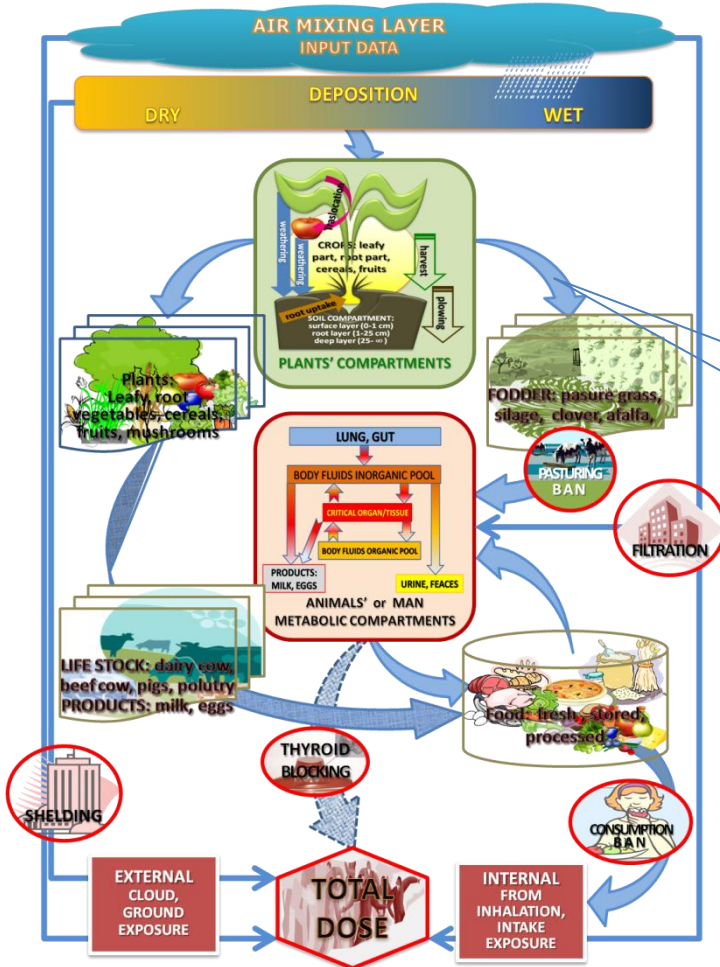 AIR MIXING LAYER
INPUT DATA
DEPOSITION
DRY
WET
traslocation
weathering
weathering
CROPS: leafy
part, root part,
cereals, fruits
harvest
plowing
root uptake
SOIL COMPARTMENT:
surface layer (0-1 cm)
root layer (1-25 cm)
deep layer (25- ∞)
PLANTS' COMPARTMENTS
Plants:
Leafy, root
vegetables, cereals,
fruits, mushrooms
FODDER: pasure grass,
silage, clover, afalfa,
PASTURING
BAN
LUNG, GUT
BODY FLUIDS INORGANIC POOL
CRITICAL ORGAN/TISSUE
BODY FLUIDS ORGANIC POOL
PRODUCTS:
MILK, EGGS
URINE, FEACES
ANIMALS' or MAN
METABOLIC COMPARTMENTS
FILTRATION
LIFE STOCK: dairy cow,
beef cow, pigs, polutry
PRODUCTS: milk, eggs
Food: fresh, stored,
processed
THYROID
BLOCKING
SHELDING
CONSUMPTION
BAN
EXTERNAL
CLOUD,
GROUND
EXPOSURE
TOTAL
DOSE
INTERNAL
FROM
INHALATION,
INTAKE
EXPOSURE